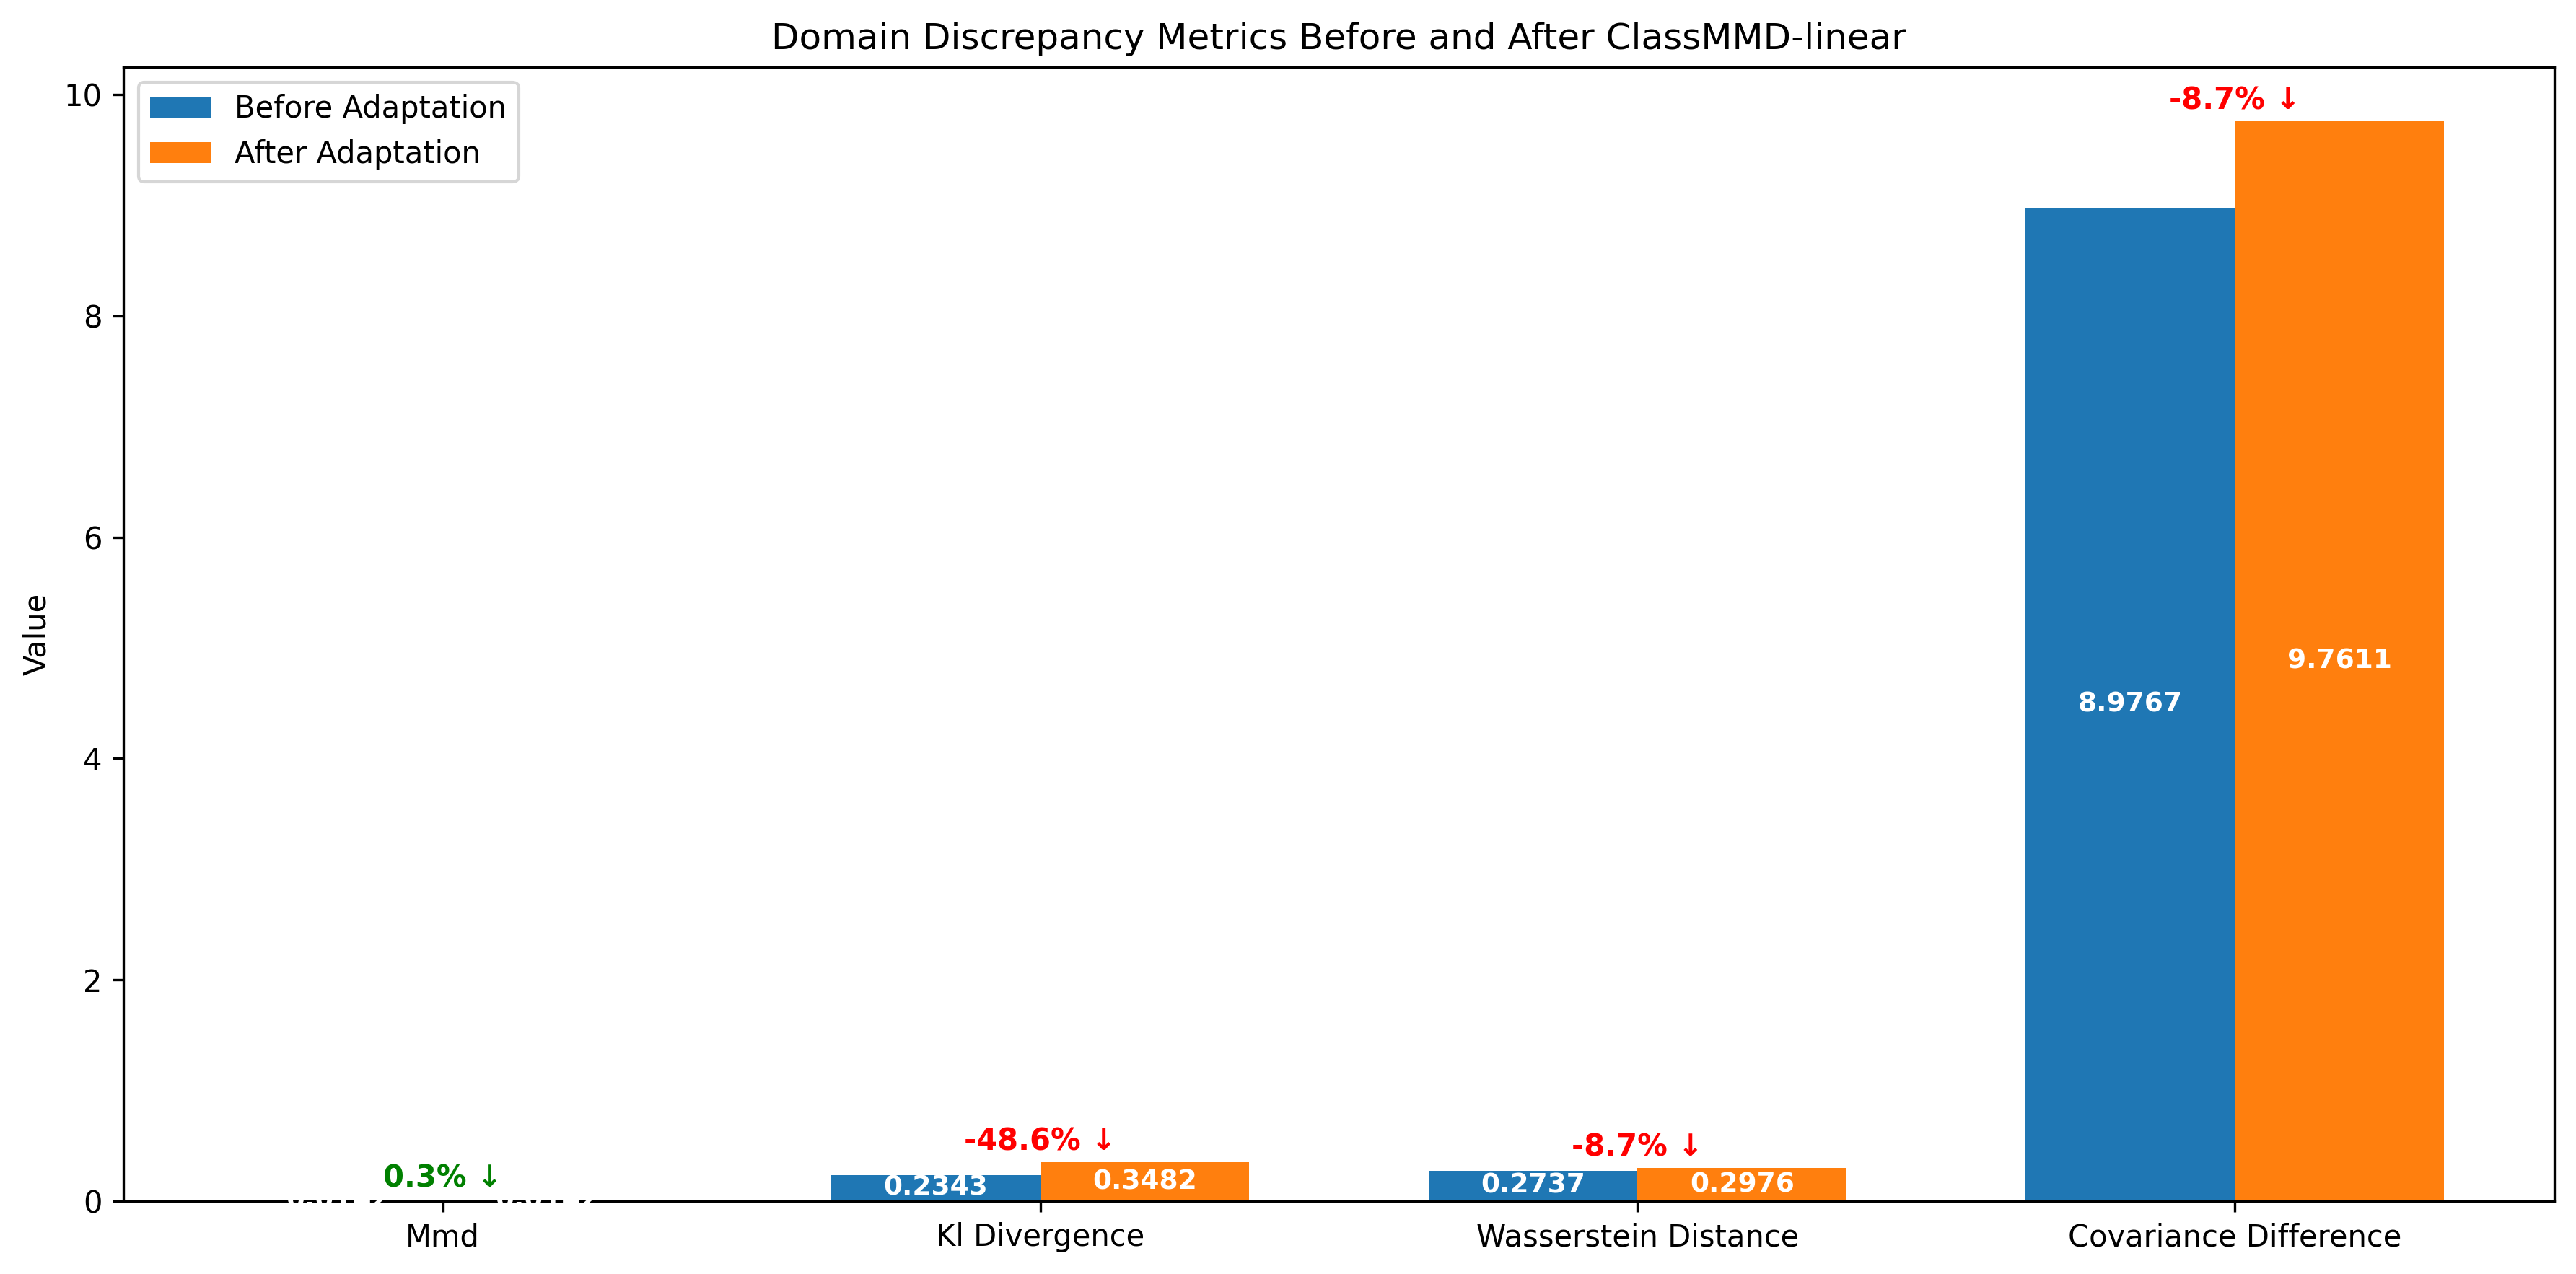 Domain Discrepancy Metrics Before and After ClassMMD-linear
Before Adaptation
After Adaptation
Value
10
8
6
4
2
0
-8.7% ↓
8.9767
9.7611
0.3% ↓
-48.6% ↓
0.2343
0.3482
-8.7% ↓
0.2737
0.2976
Mmd
Kl Divergence
Wasserstein Distance
Covariance Difference